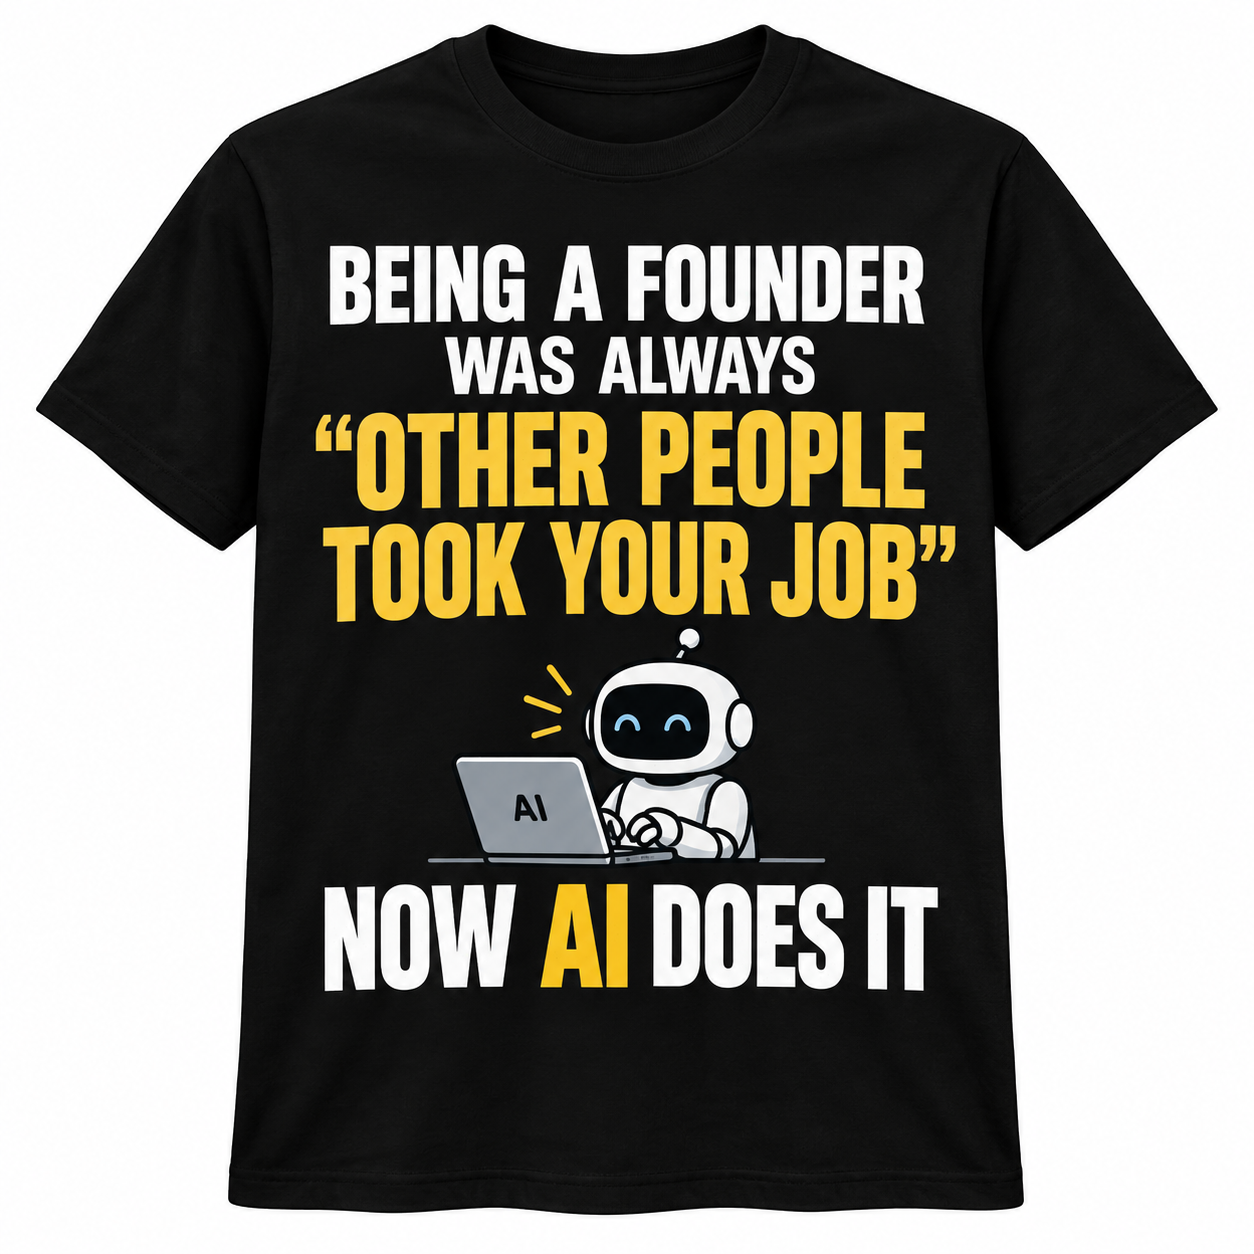 BEING A FOUNDER
WAS ALWAYS
“OTHER PEOPLE
TOOK YOUR JOB”
AI
NOW AI DOES IT